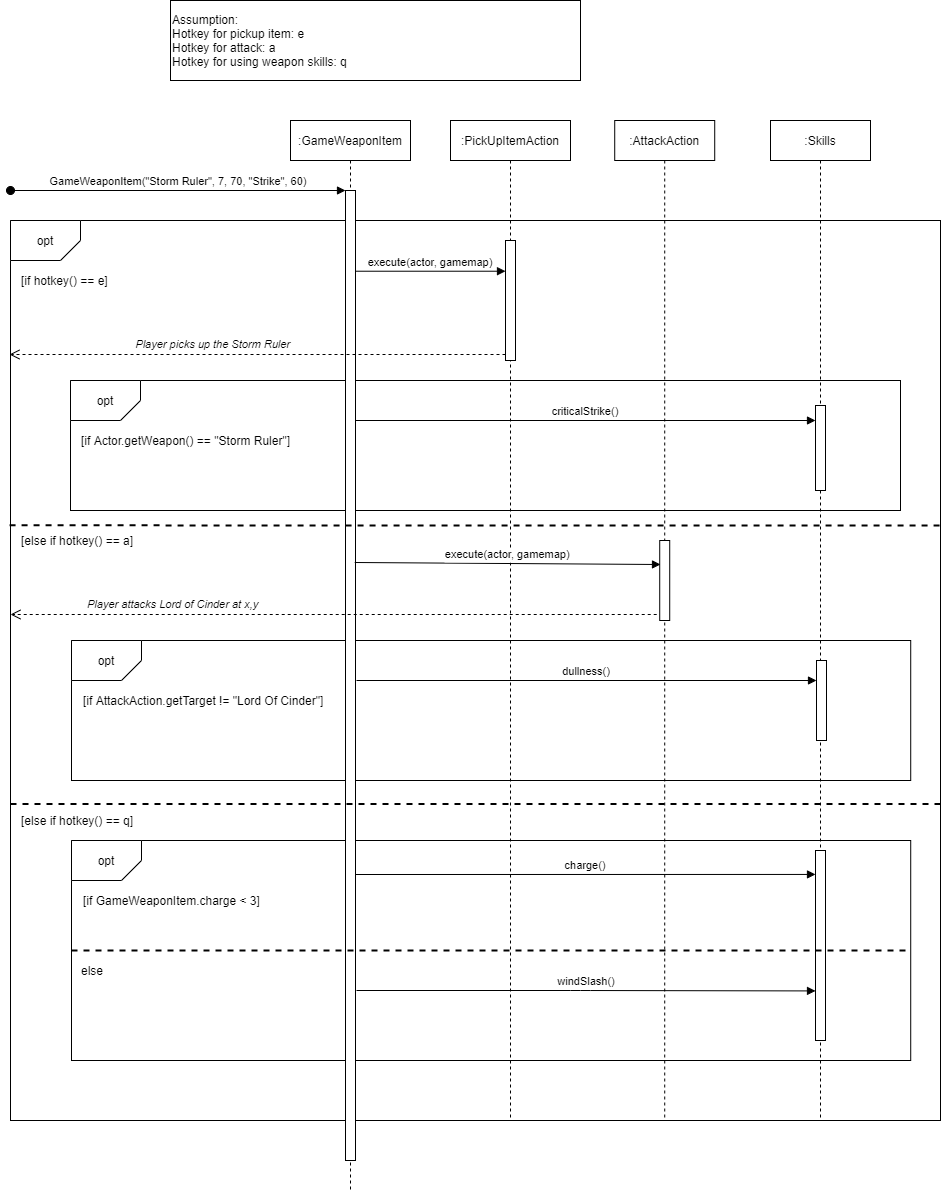 Assumption:
Hotkey for pickup item: e
Hotkey for attack: a
Hotkey for using weapon skills: q
:GameWeaponItem
:PickUpItemAction
:AttackAction
:Skills
GameWeaponItem("Storm Ruler", 7, 70, "Strike", 60)
opt
execute(actor, gamemap)
[if hotkey() == e]
Player picks up the Storm Ruler
opt
criticalStrike()
[if Actor.getWeapon() == "Storm Ruler"]
[else if hotkey() == a]
execute(actor, gamemap)
Player attacks Lord of Cinder at x,y
opt
dullness()
[if AttackAction.getTarget != "Lord Of Cinder"]
[else if hotkey() == q]
opt
charge()
[if GameWeaponItem.charge < 3]
else
windSlash()